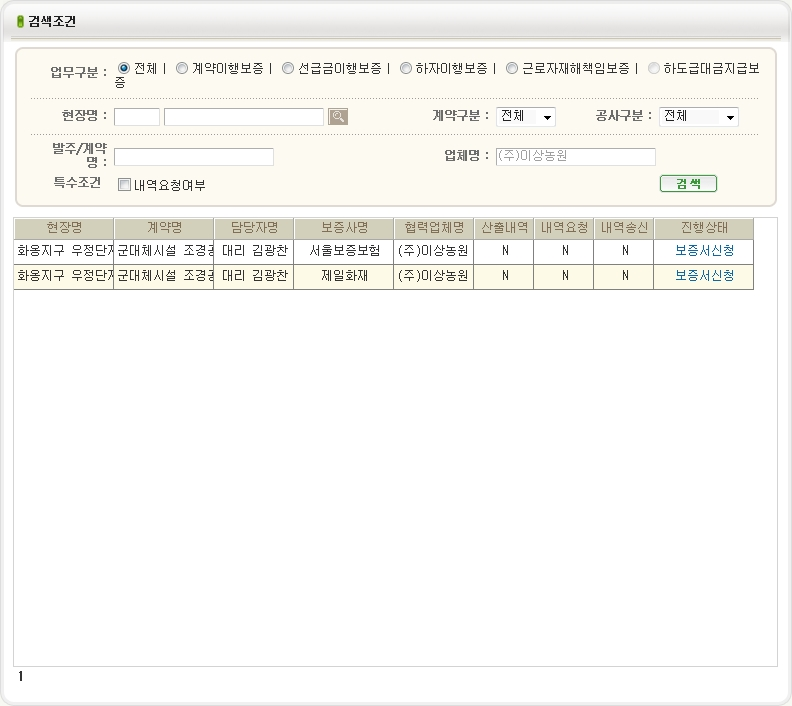 검색조건
업무구분 : 전체 | 계약이행보증 | 선급금이행보증 | 하자이행보증 | 근로자재해책임보증 | 하도급대금지급보
증
현장명 : 계약구분 : 전체 공사구분 : 전체
발주/계약
명 : 업체명 : (주)이상농원
특수조건 내역요청여부 검색
현장명 계약명 담당자명 보증사명 협력업체명 산출내역 내역요청 내역송신 진행상태
화옹지구 우정단지 군대체시설 조경공 대리 김광찬 서울보증보험 (주)이상농원 N N N 보증서신청
화옹지구 우정단지 군대체시설 조경공 대리 김광찬 제일화재 (주)이상농원 N N N 보증서신청
1